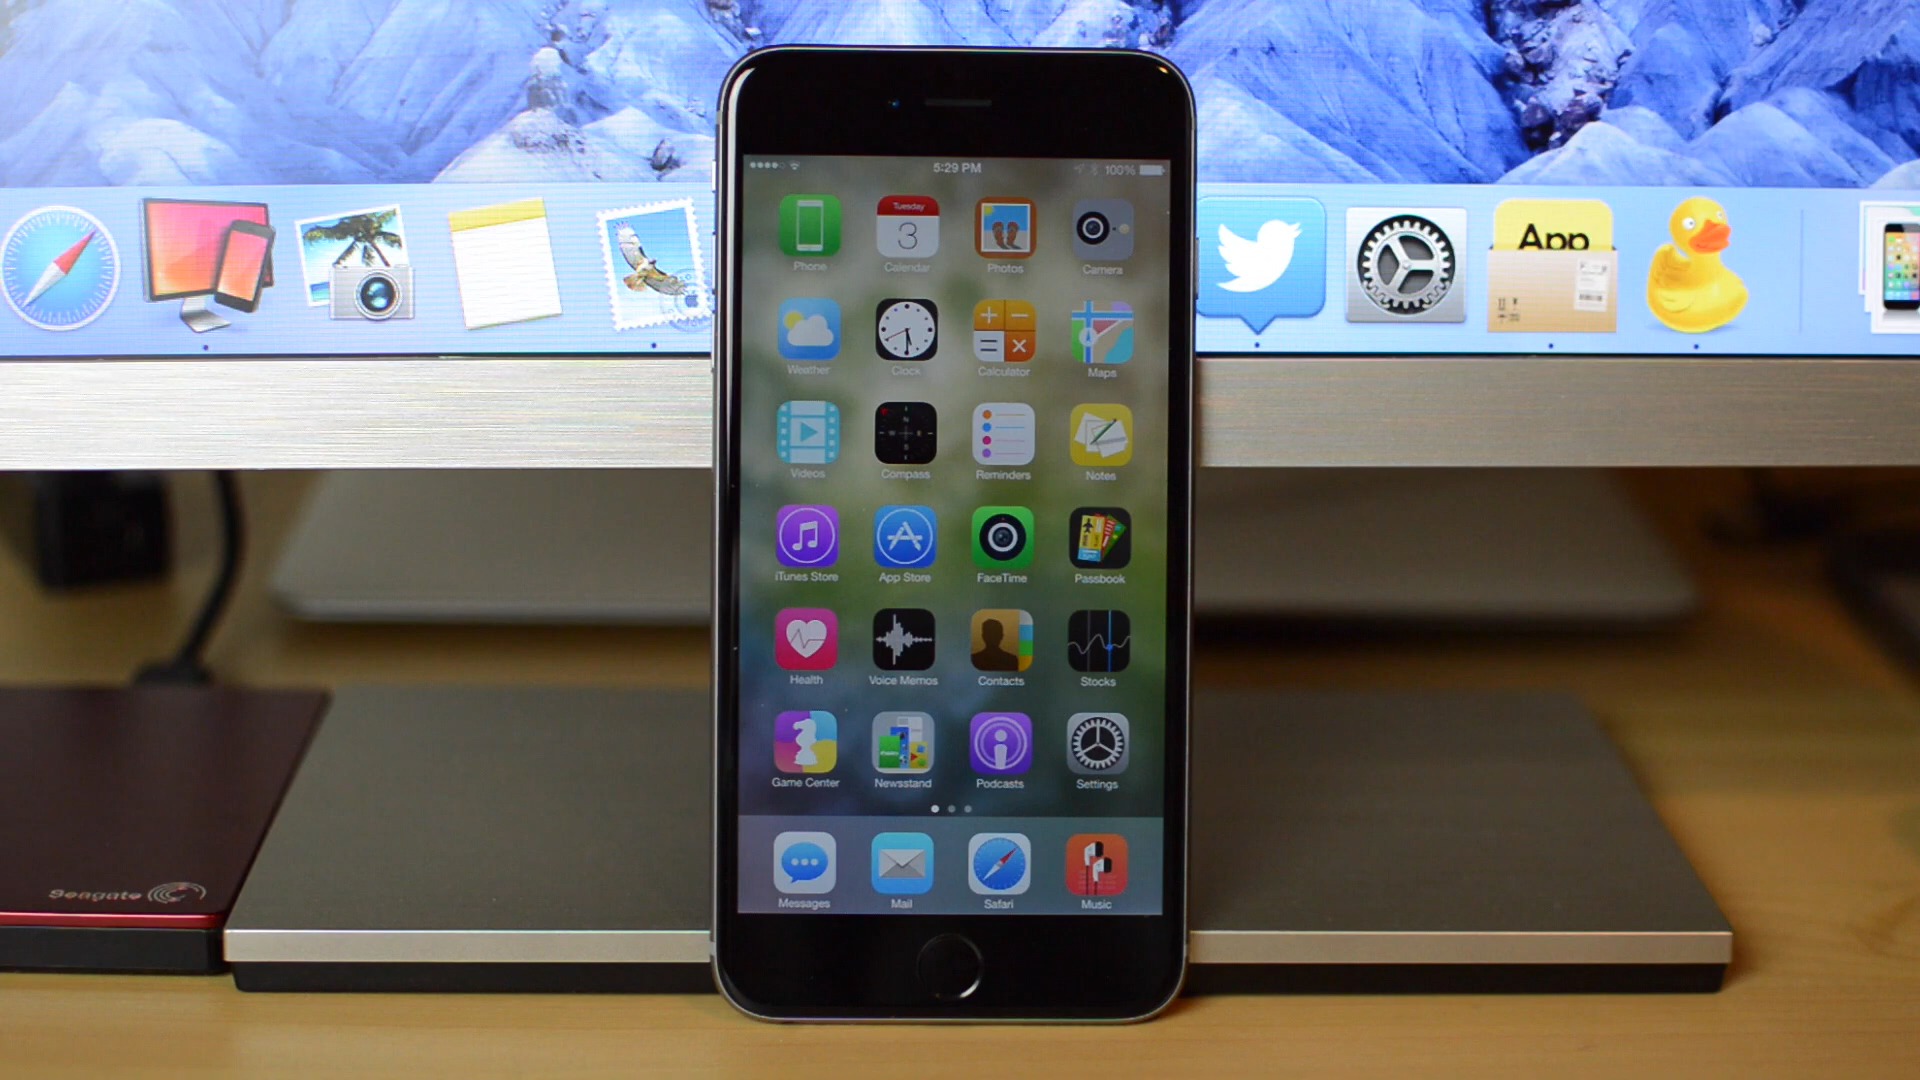 5:29 PM
100%
Tuesday
3
Phone
Calendar
Photos
Camera
Weather
Clock
Calculator
Maps
Videos
Compass
Reminders
Notes
iTunes Store
App Store
FaceTime
Passbook
Health
Voice Memos
Contacts
Stocks
Game Center
Newsstand
Podcasts
Settings
Messages
Mail
Safari
Music
App
Seagate